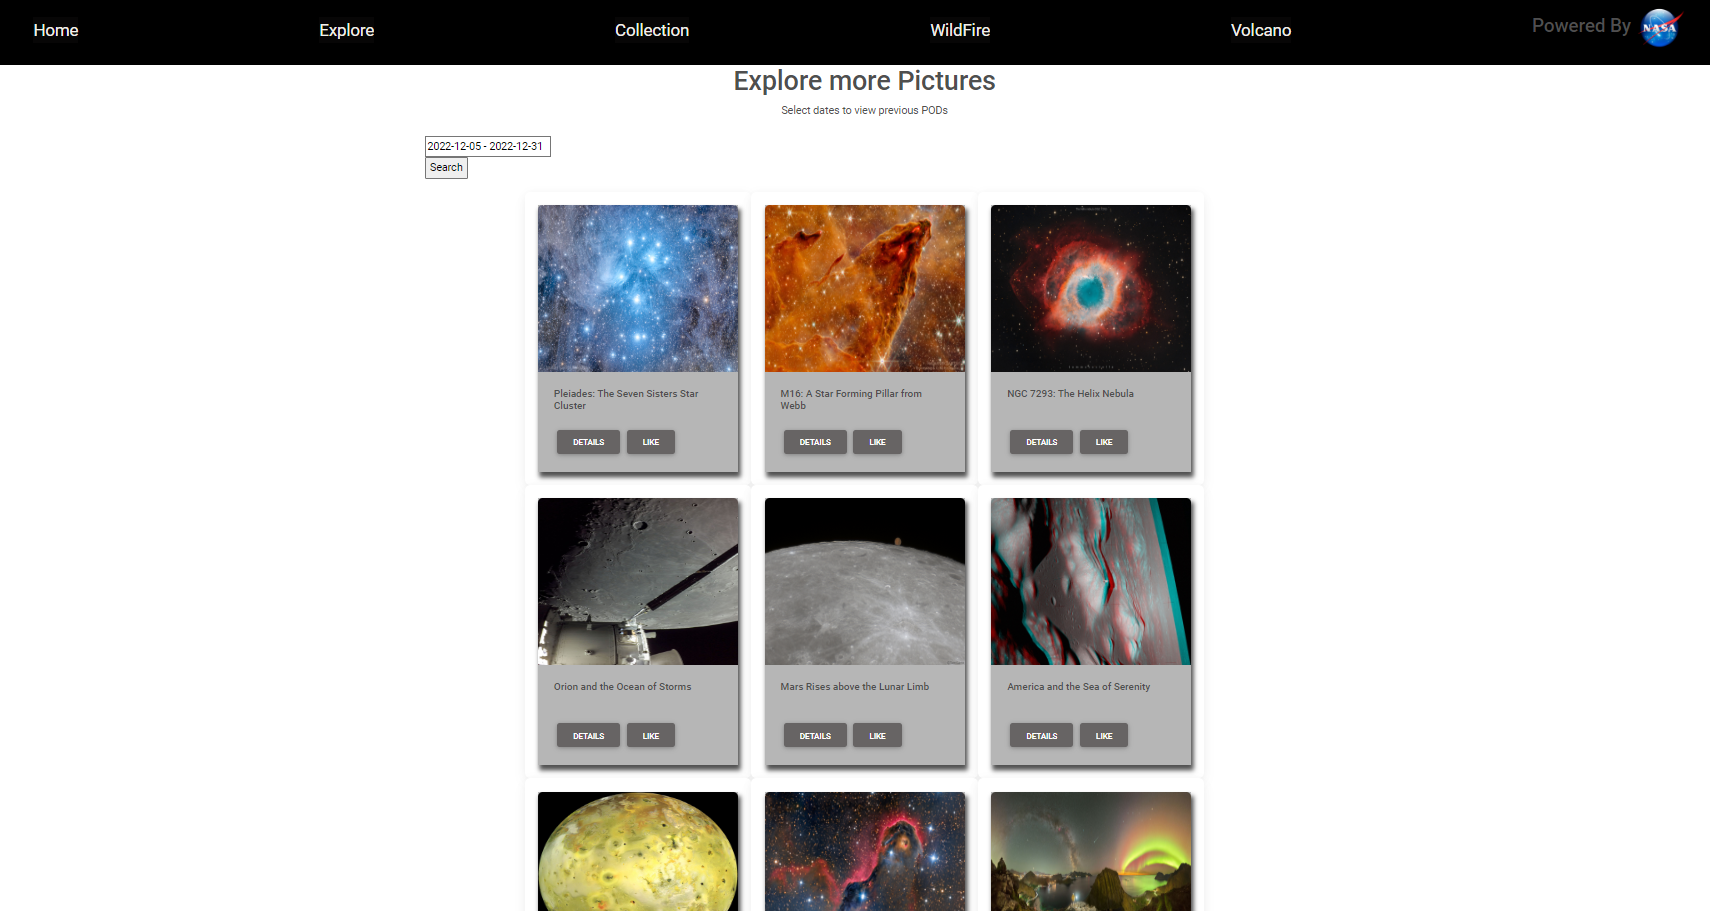 Home Explore Collection WildFire Volcano Powered By NASA
Explore more Pictures
Select dates to view previous PODs
2022-12-05 - 2022-12-31
Search
Pleiades: The Seven Sisters Star
Cluster
DETAILS LIKE
M16: A Star Forming Pillar from
Webb
DETAILS LIKE
NGC 7293: The Helix Nebula
DETAILS LIKE
Orion and the Ocean of Storms
DETAILS LIKE
Mars Rises above the Lunar Limb
DETAILS LIKE
America and the Sea of Serenity
DETAILS LIKE